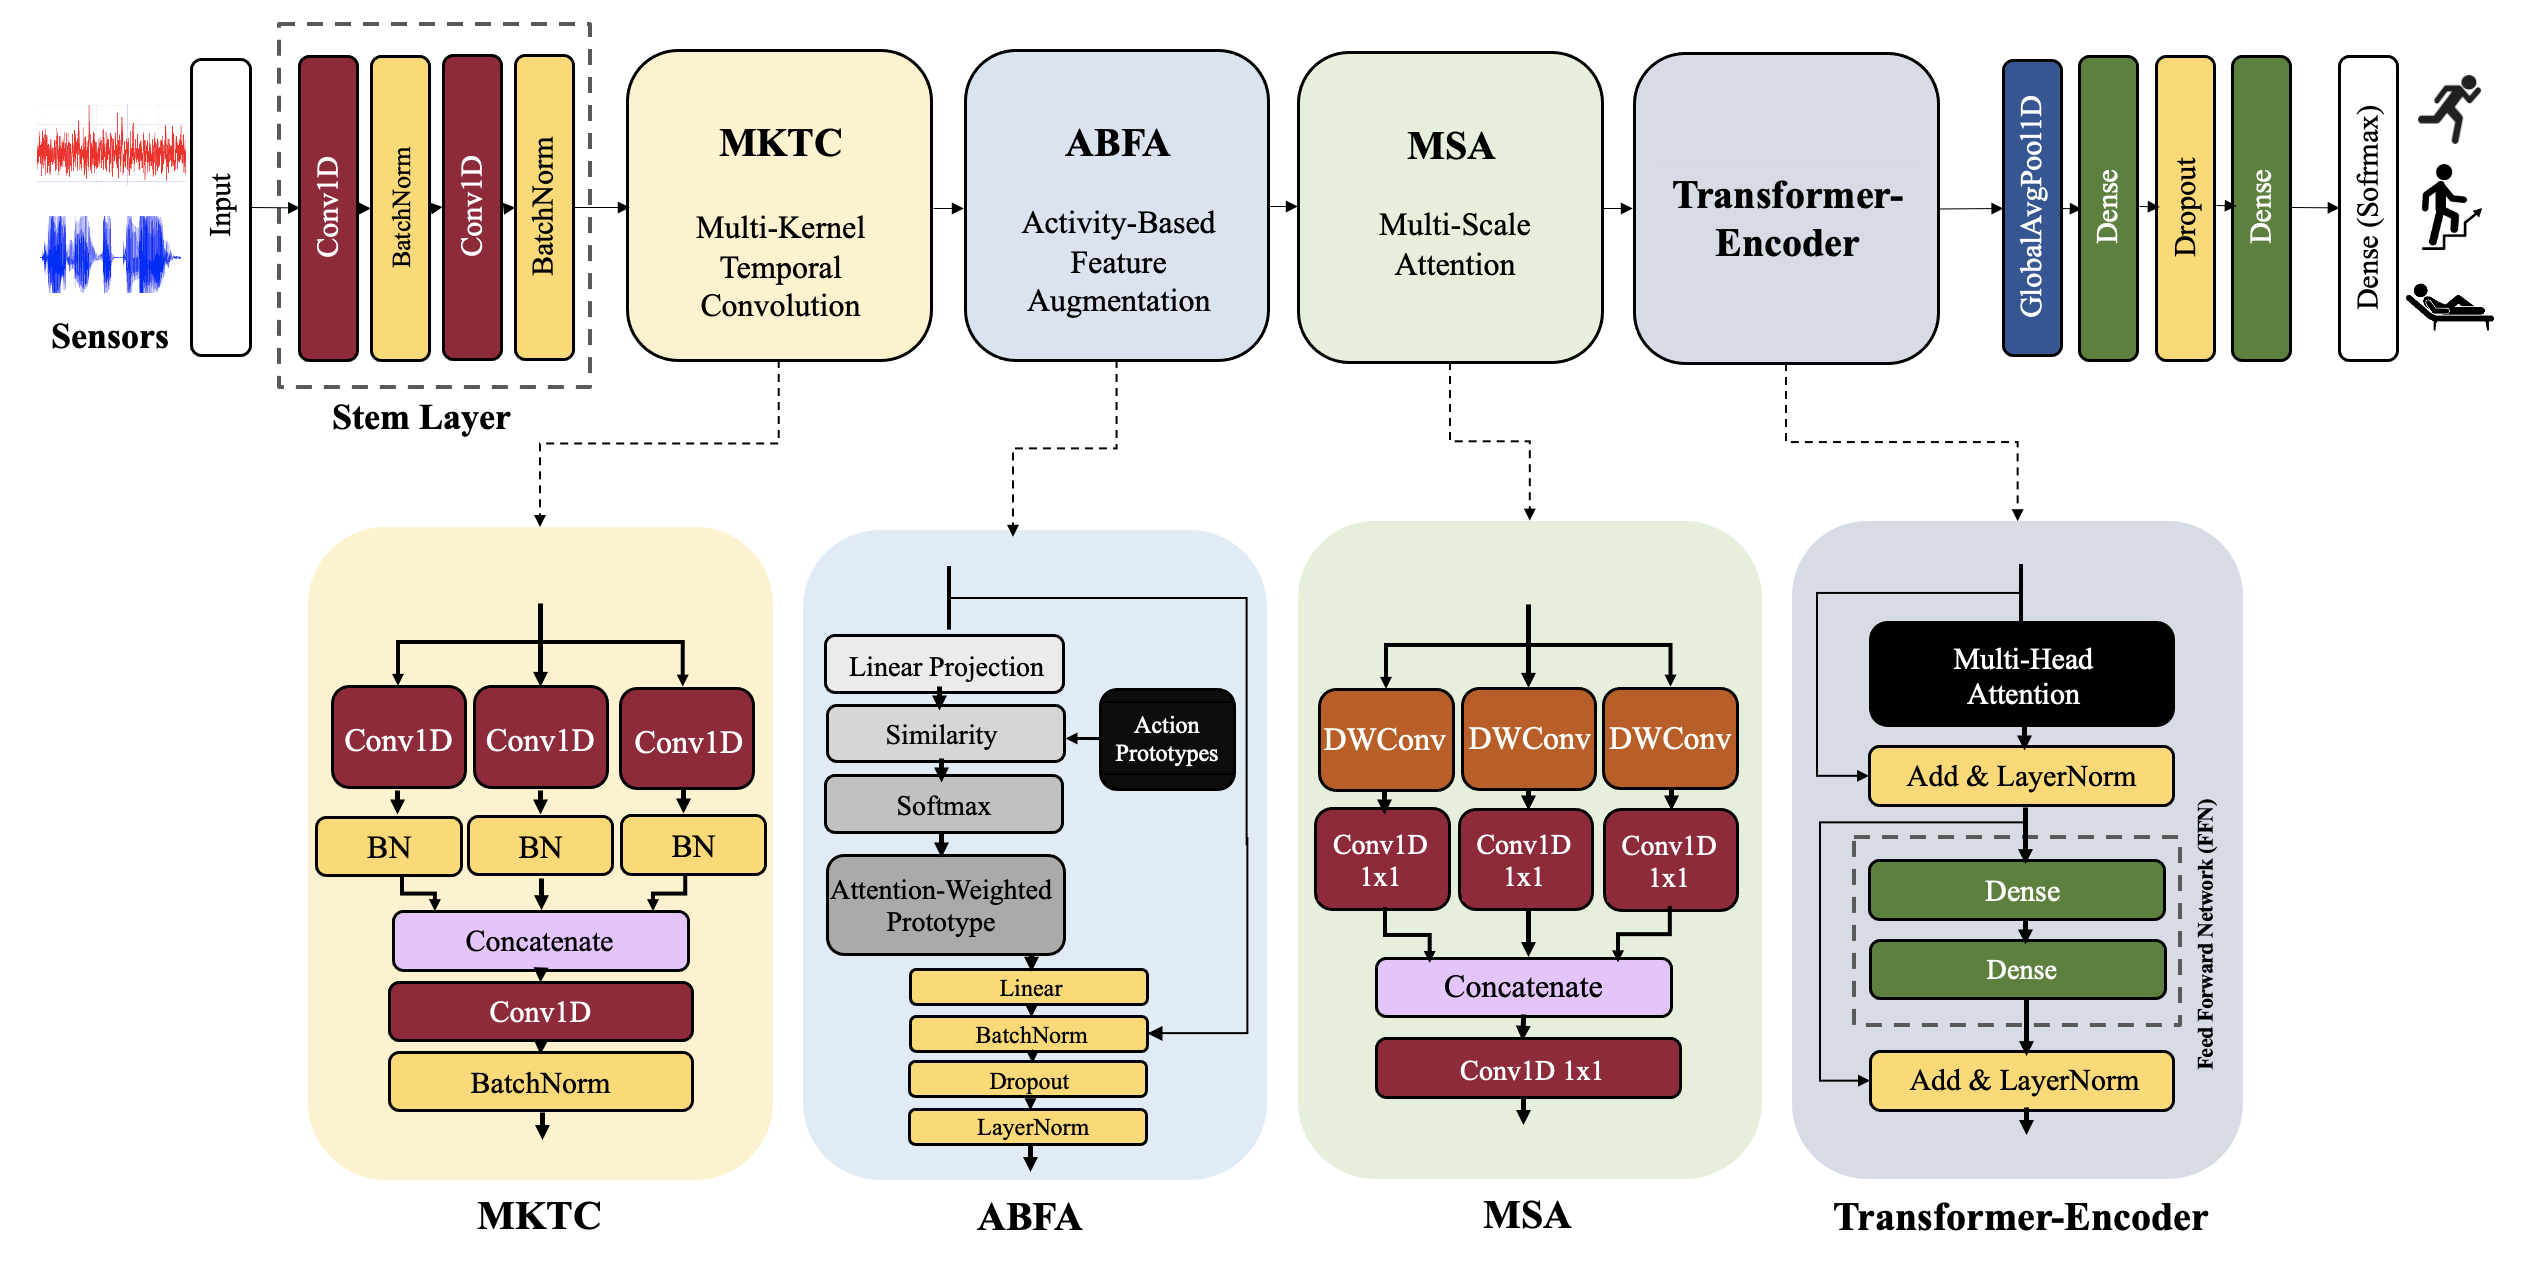 Sensors
Input
Conv1D
BatchNorm
Conv1D
BatchNorm
Stem Layer
MKTC
Multi-Kernel
Temporal
Convolution
ABFA
Activity-Based
Feature
Augmentation
MSA
Multi-Scale
Attention
Transformer-
Encoder
GlobalAvgPool1D
Dense
Dropout
Dense
Dense (Sofrmax)
Conv1D
Conv1D
Conv1D
BN
BN
BN
Concatenate
Conv1D
BatchNorm
MKTC
Linear Projection
Similarity
Action
Prototypes
Softmax
Attention-Weighted
Prototype
Linear
BatchNorm
Dropout
LayerNorm
ABFA
DWConv
DWConv
DWConv
Conv1D
1x1
Conv1D
1x1
Conv1D
1x1
Concatenate
Conv1D 1x1
MSA
Multi-Head
Attention
Add & LayerNorm
Dense
Dense
Feed Forward Network (FFN)
Add & LayerNorm
Transformer-Encoder